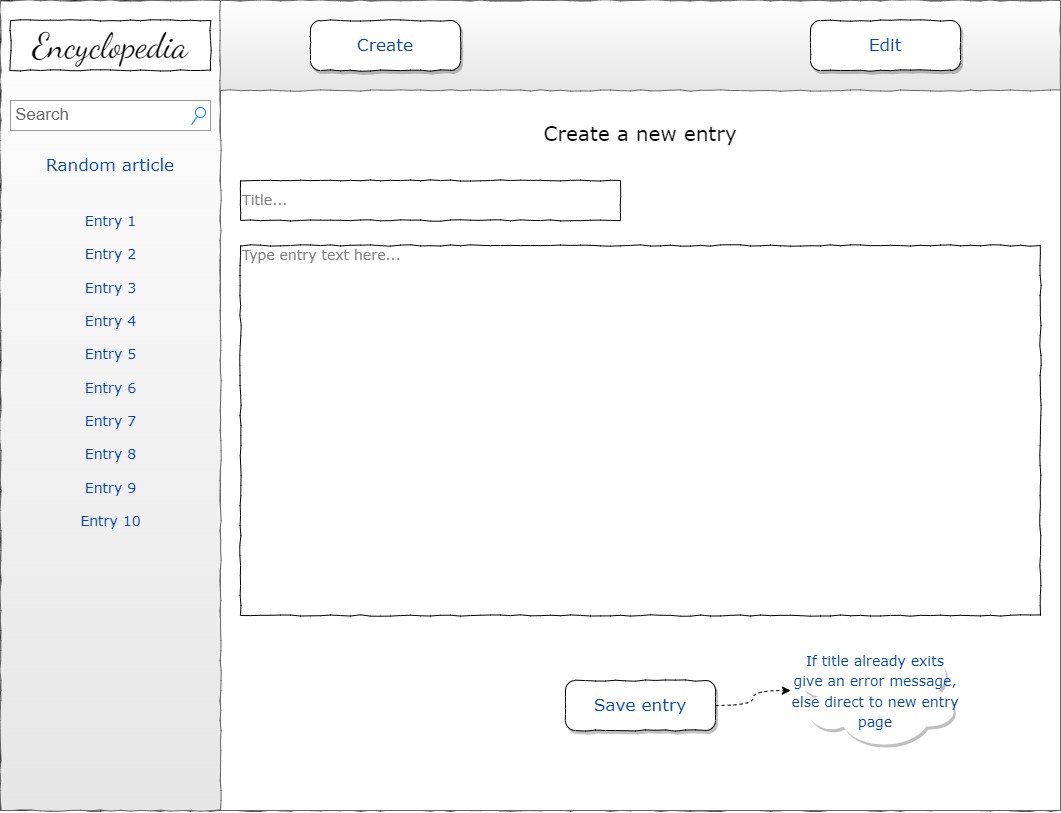 Encyclopedia
Create
Edit
Search
Random article
Entry 1
Entry 2
Entry 3
Entry 4
Entry 5
Entry 6
Entry 7
Entry 8
Entry 9
Entry 10
Create a new entry
Title...
Type entry text here...
Save entry
If title already exits
give an error message,
else direct to new entry
page